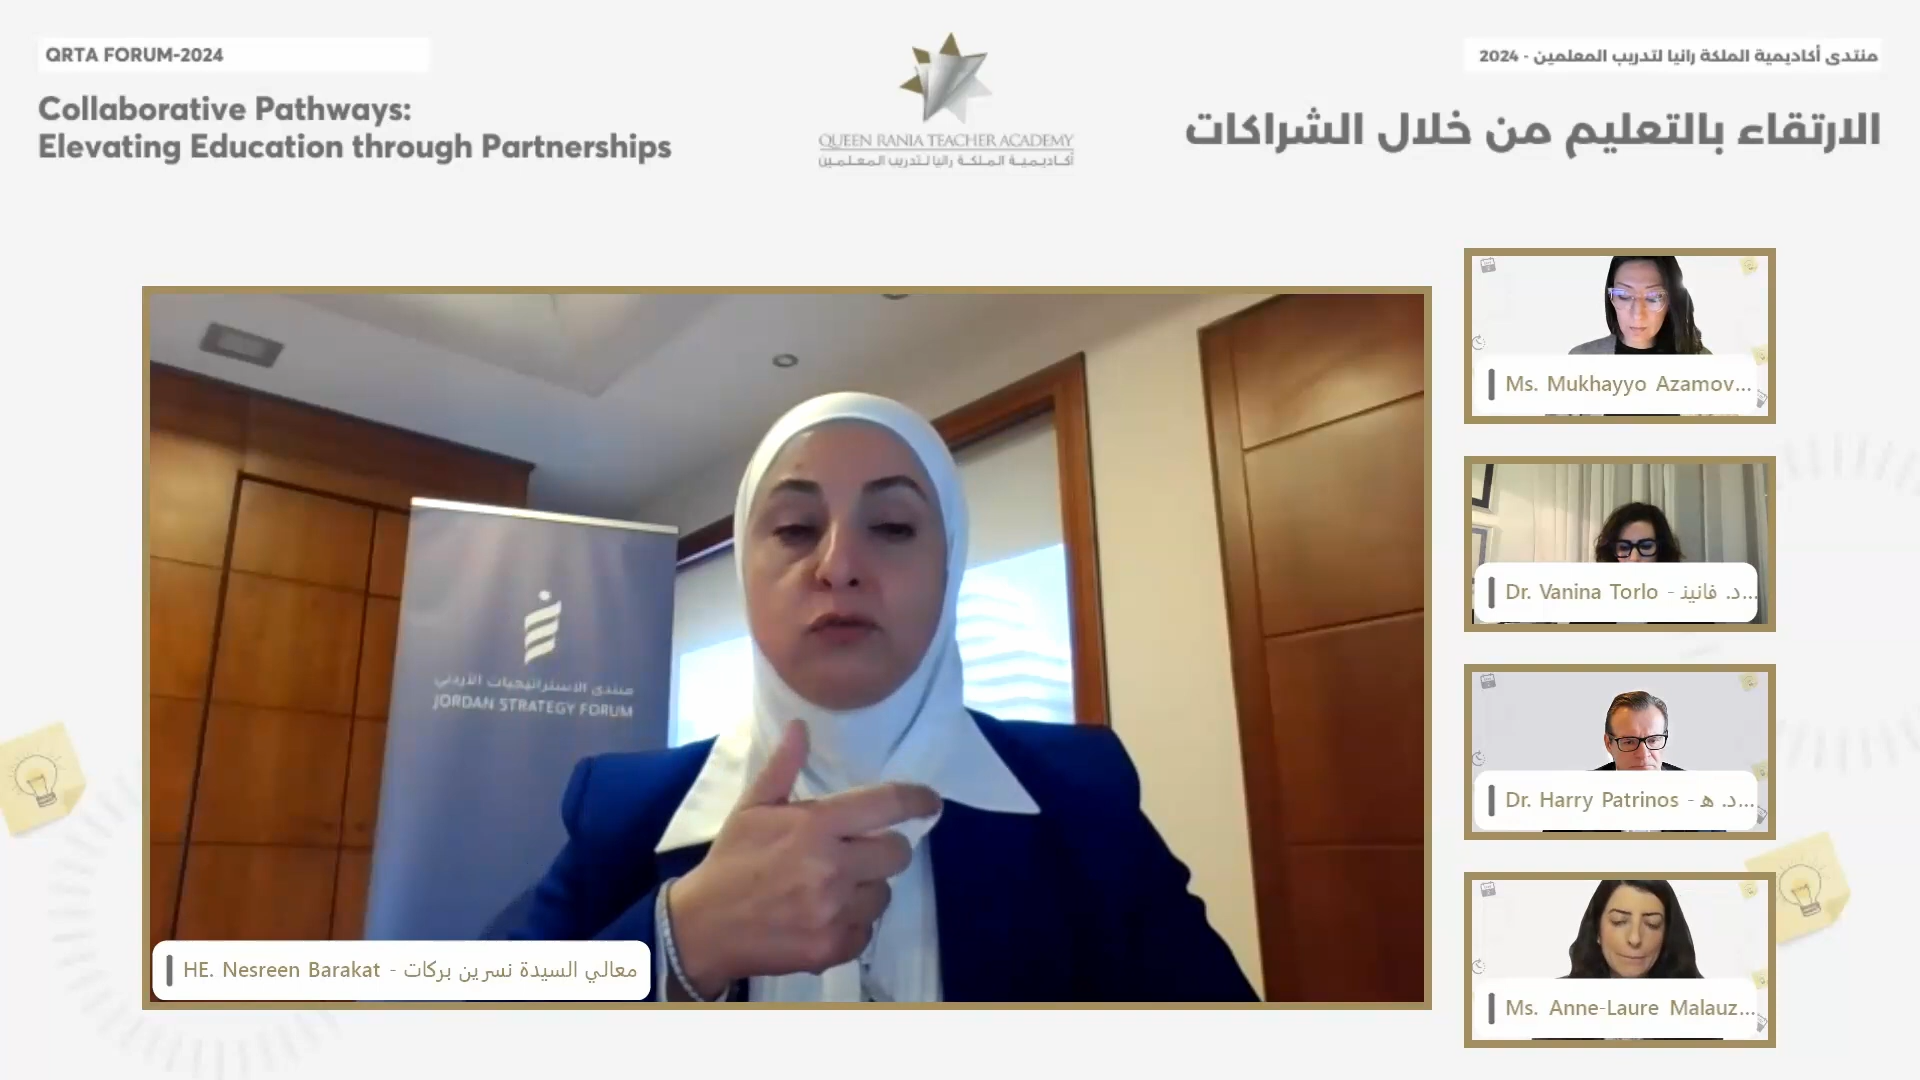 QRTA FORUM-2024
Collaborative Pathways:
Elevating Education through Partnerships
QUEEN RANIA TEACHER ACADEMY
أكاديمية الملكة رانيا لتدريب المعلمين
منتدى أكاديمية الملكة رانيا لتدريب المعلمين - 2024
الارتقاء بالتعليم من خلال الشراكات
منتدى الاستراتيجيات الأردني
JORDAN STRATEGY FORUM
HE. Nesreen Barakat - معالي السيدة نسرين بركات
Ms. Mukhayyo Azamov...
Dr. Vanina Torlo - د. فانين...
Dr. Harry Patrinos - د. ه...
Ms. Anne-Laure Malauz...